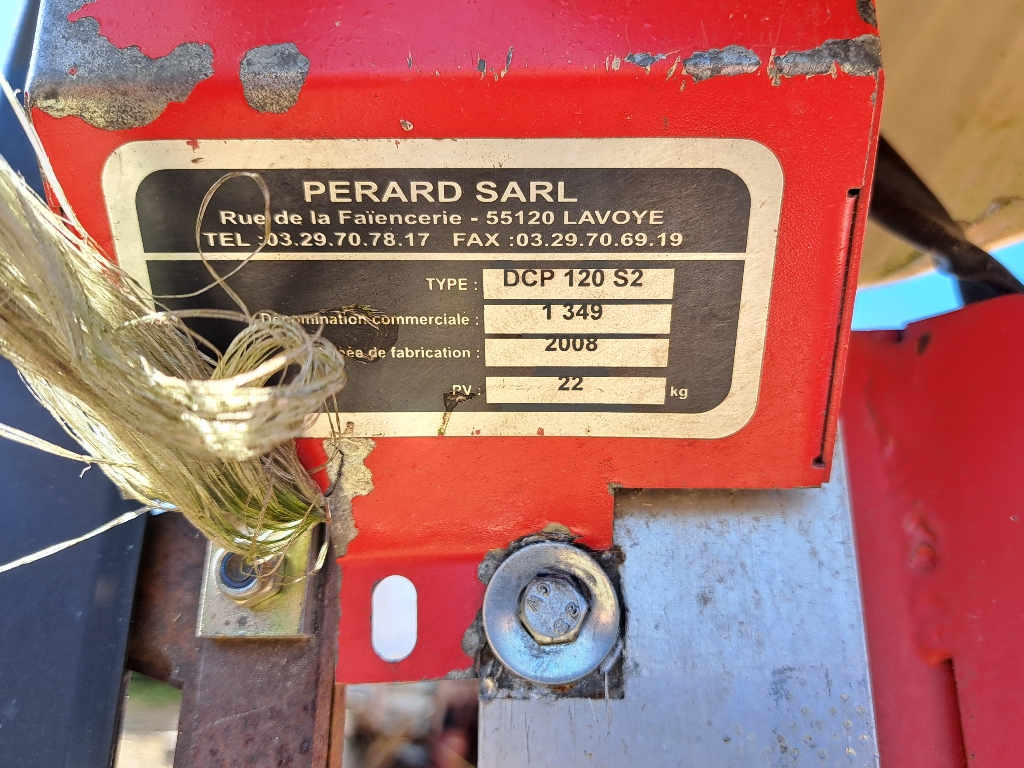 PERARD SARL
Rue de la Faïencerie - 55120 LAVOYE
TEL :03.29.70.78.17 FAX :03.29.70.69.19
TYPE : DCP 120 S2
Dénomination commerciale : 1 349
de fabrication : 2008
PV : 22 kg